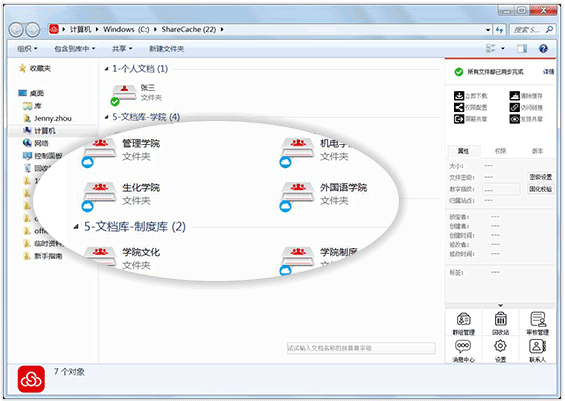 计算机 ▸ Windows (C:) ▸ ShareCache (22) ▸
搜索 S...
组织 包含到库中 共享 新建文件夹
收藏夹
桌面
库
Jenny.zhou
计算机
网络
控制面板
回收
临时资料
新手指南
1-个人文档 (1)
张三
文件夹
5-文档库-学院 (4)
管理学院
文件夹
机电学
文件夹
生化学院
文件夹
外国语学院
文件夹
5-文档库-制度库 (2)
学院文化
文件夹
学院制度
文件夹
试试输入文档名称的拼音首字母
所有文件都已同步完成 详情
立即下载 清除缓存
权限配置 访问链接
屏蔽共享 发现共享
属性 权限 版本
大小: ---
文件密级: --- 密级设置
数字指纹: 固化校验
归属站点: ---
锁定者: ---
创建者: ---
创建时间: ---
修改者: ---
修改时间: ---
标签: ---
群组管理 回收站 审核管理
消息中心 设置 联系人
7 个对象